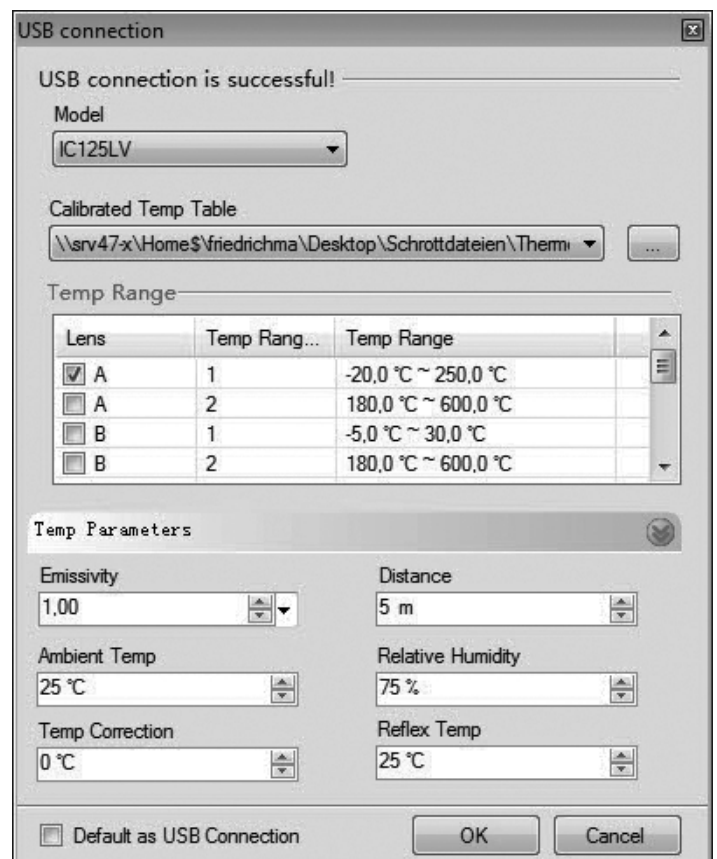 USB connection
USB connection is successful!
Model
IC125LV
Calibrated Temp Table
\\srv47-x\Home$\friedrichma\Desktop\Schrottdateien\Therm
...
Temp Range
Lens Temp Rang... Temp Range
A 1 -20,0 °C ~ 250,0 °C
A 2 180,0 °C ~ 600,0 °C
B 1 -5,0 °C ~ 30,0 °C
B 2 180,0 °C ~ 600,0 °C
Temp Parameters
Emissivity Distance
1,00 5 m
Ambient Temp Relative Humidity
25 °C 75 %
Temp Correction Reflex Temp
0 °C 25 °C
Default as USB Connection OK Cancel